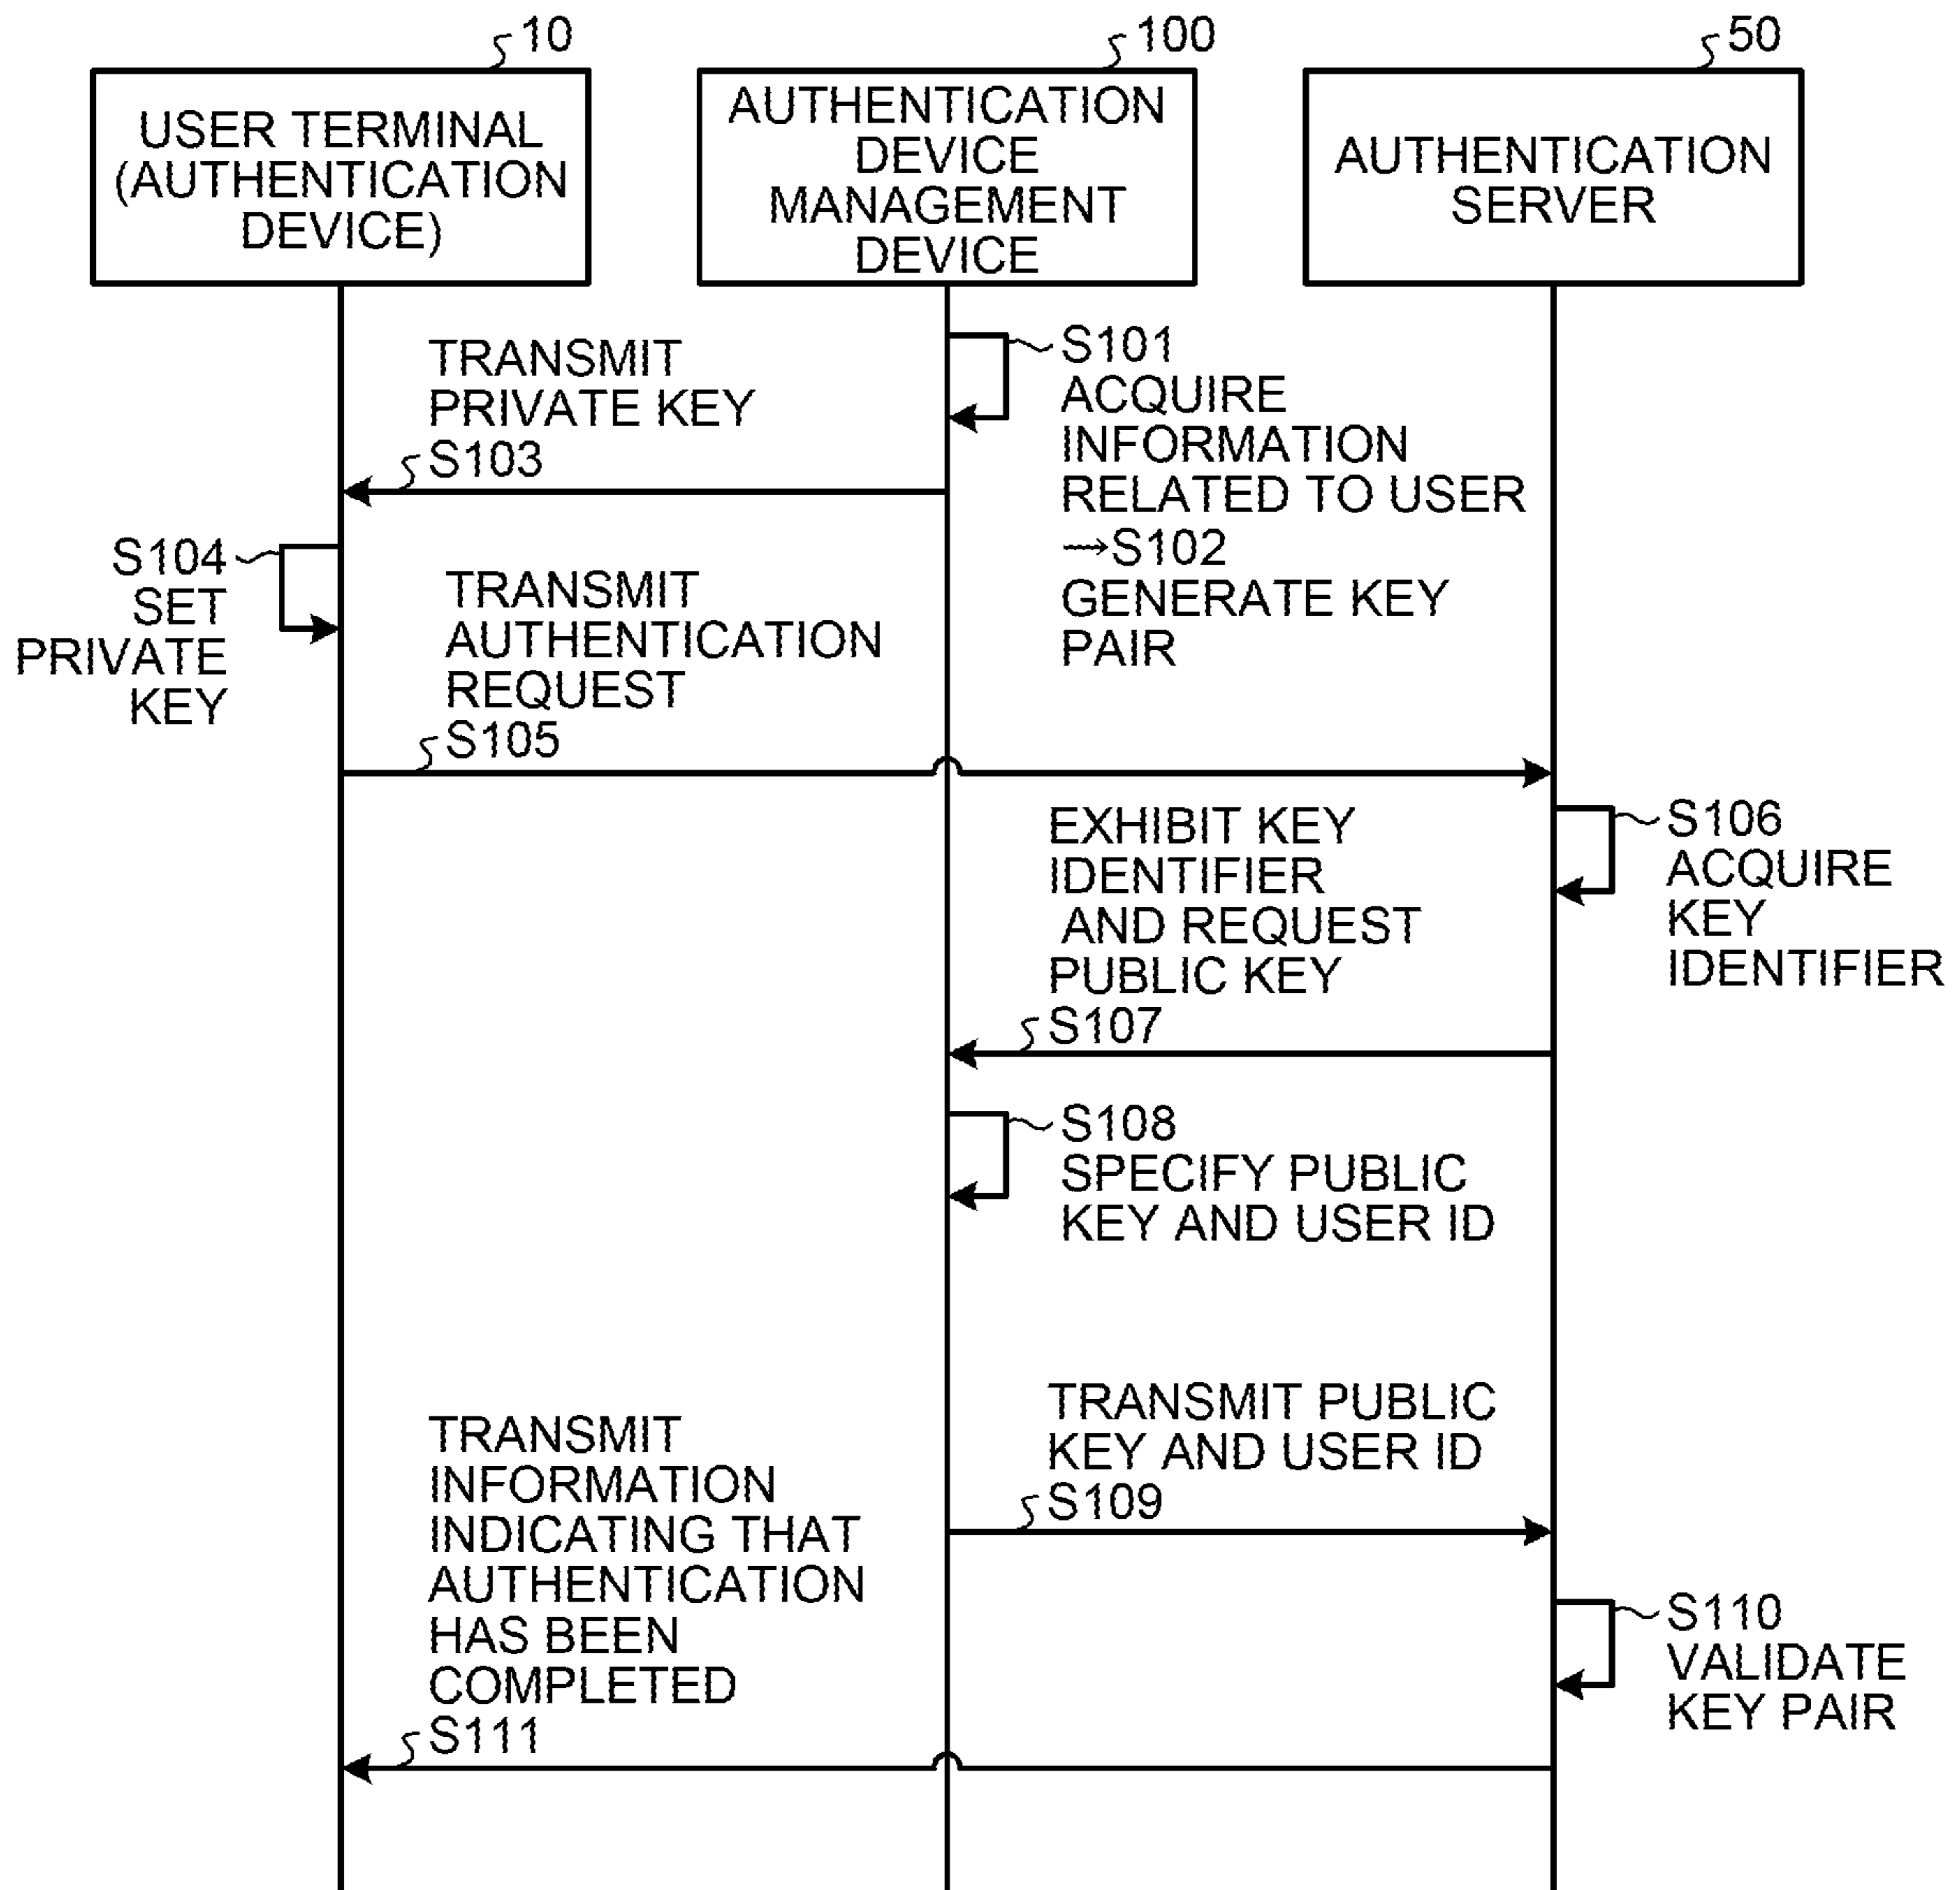 10
100
50
USER TERMINAL
(AUTHENTICATION
DEVICE)
AUTHENTICATION
DEVICE
MANAGEMENT
DEVICE
AUTHENTICATION
SERVER
S101
ACQUIRE
INFORMATION
RELATED TO USER
→S102
GENERATE KEY
PAIR
TRANSMIT
PRIVATE KEY
S103
S104
SET
PRIVATE
KEY
TRANSMIT
AUTHENTICATION
REQUEST
S105
S106
ACQUIRE
KEY
IDENTIFIER
EXHIBIT KEY
IDENTIFIER
AND REQUEST
PUBLIC KEY
S107
S108
SPECIFY PUBLIC
KEY AND USER ID
TRANSMIT PUBLIC
KEY AND USER ID
S109
S110
VALIDATE
KEY PAIR
TRANSMIT
INFORMATION
INDICATING THAT
AUTHENTICATION
HAS BEEN
COMPLETED
S111